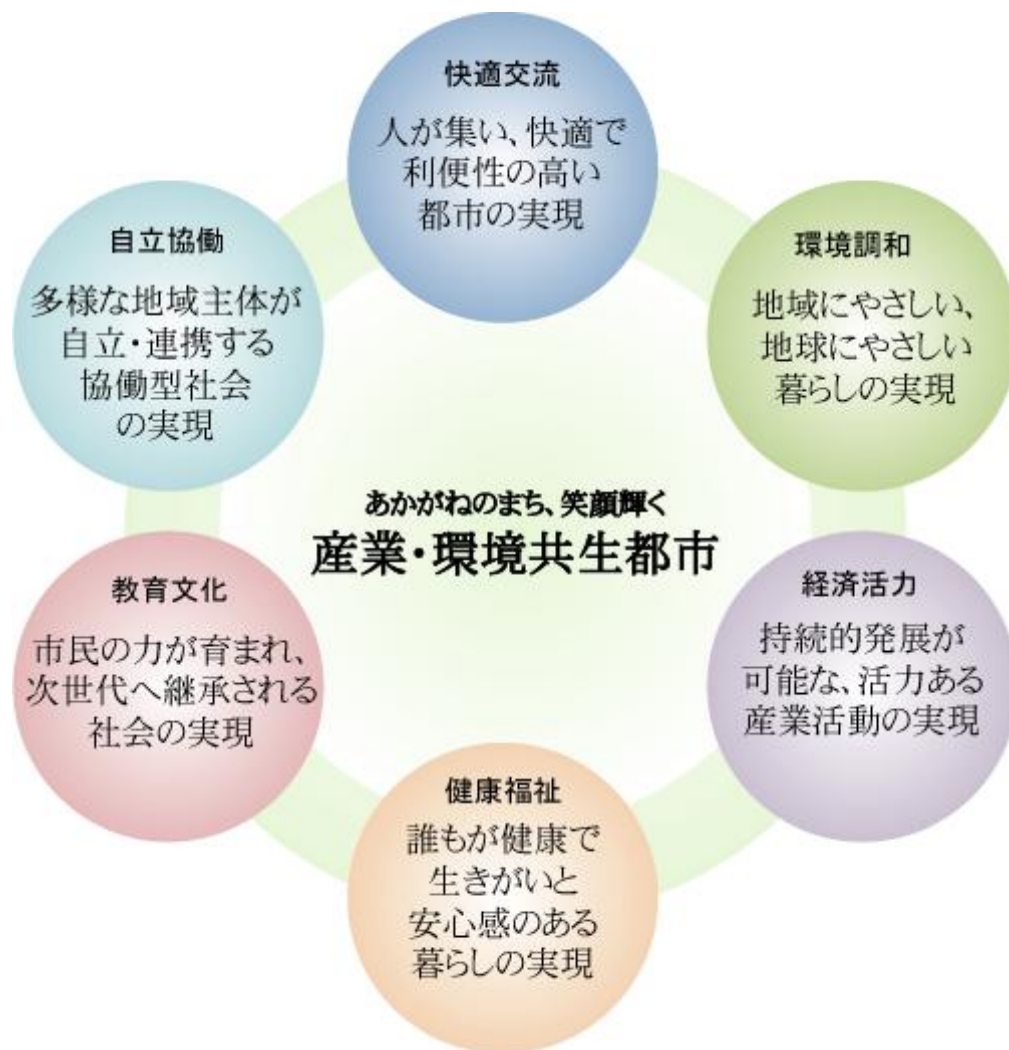 快適交流
人が集い、快適で
利便性の高い
都市の実現
環境調和
地域にやさしい、
地球にやさしい
暮らしの実現
経済活力
持続的発展が
可能な、活力ある
産業活動の実現
健康福祉
誰もが健康で
生きがいと
安心感のある
暮らしの実現
教育文化
市民の力が育まれ、
次世代へ継承される
社会の実現
自立協働
多様な地域主体が
自立・連携する
協働型社会
の実現
あかがねのまち、笑顔輝く
産業・環境共生都市